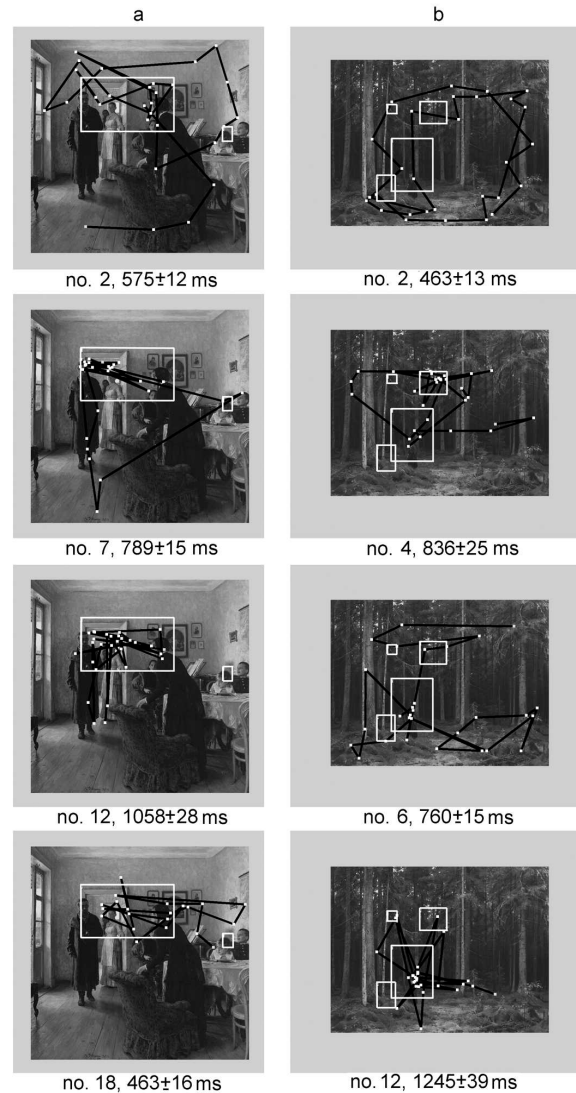 a b
no. 2, 575±12 ms no. 2, 463±13 ms
no. 7, 789±15 ms no. 4, 836±25 ms
no. 12, 1058±28 ms no. 6, 760±15 ms
no. 18, 463±16 ms no. 12, 1245±39 ms